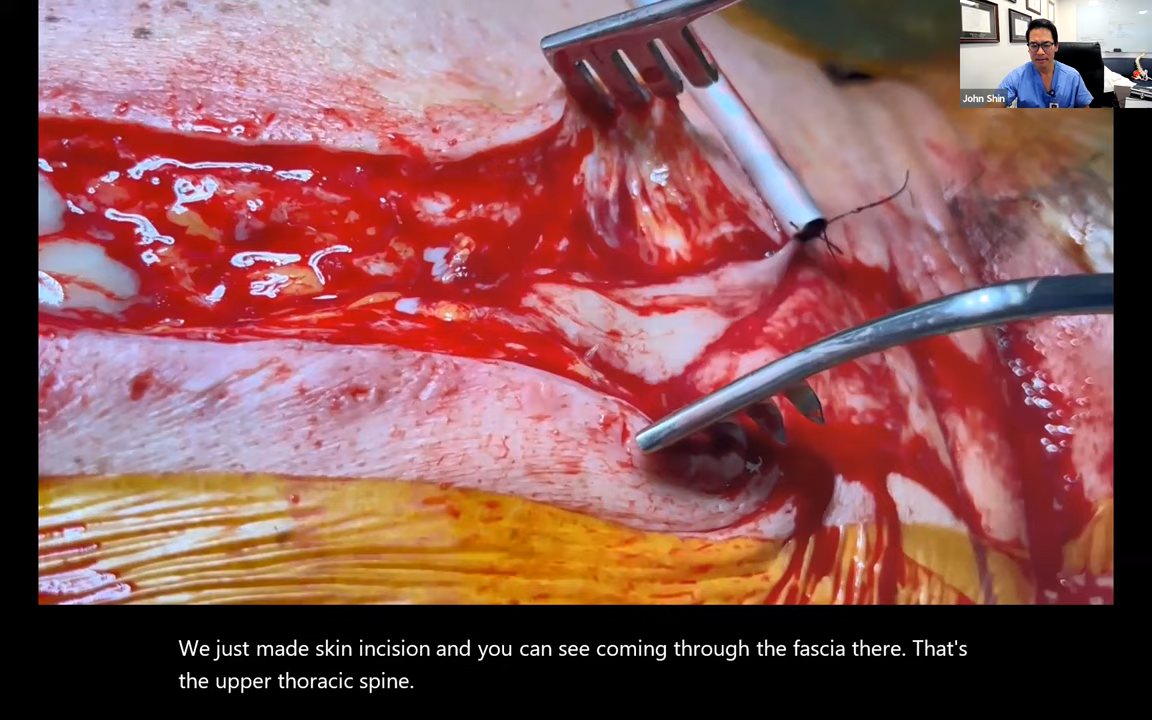 John Shin
We just made skin incision and you can see coming through the fascia there. That's
the upper thoracic spine.